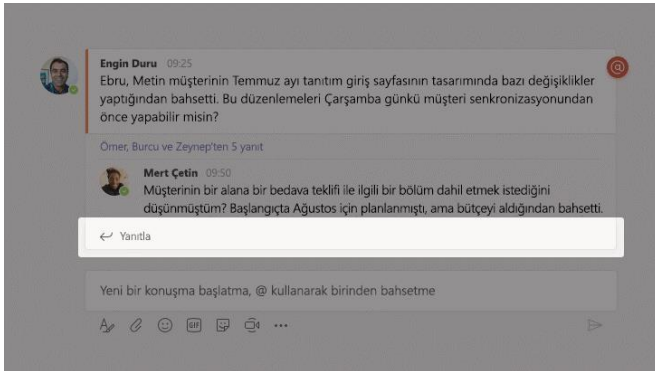 Engin Duru 09:25
Ebru, Metin müşterinin Temmuz ayı tanıtım giriş sayfasının tasarımında bazı değişiklikler
yaptığından bahsetti. Bu düzenlemeleri Çarşamba günkü müşteri senkronizasyonundan
önce yapabilir misin?
Ömer, Burcu ve Zeynep'ten 5 yanıt
Mert Çetin 09:50
Müşterinin bir alana bir bedava teklifi ile ilgili bir bölüm dahil etmek istediğini
düşünmüştüm? Başlangıçta Ağustos için planlanmıştı, ama bütçeyi aldığından bahsetti.
Yanıtla
Yeni bir konuşma başlatma, @ kullanarak birinden bahsetme
GIF